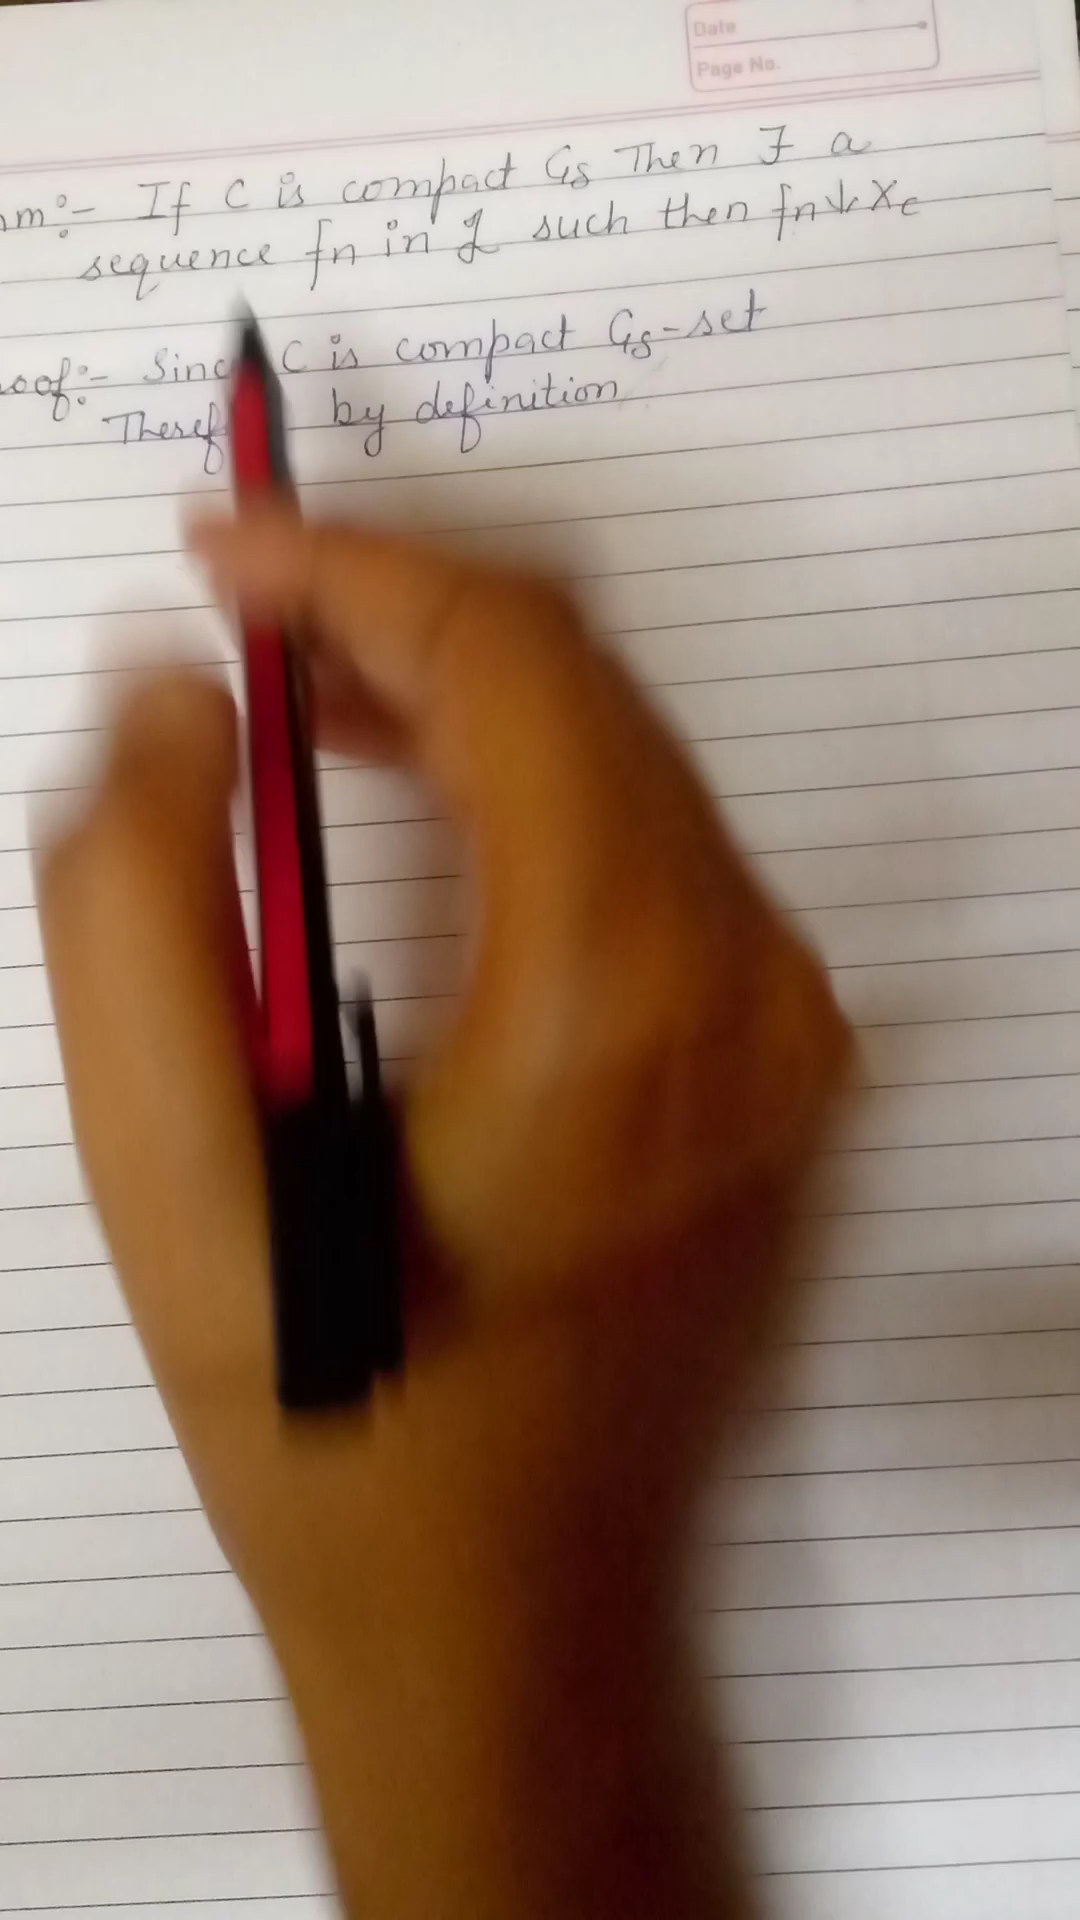 Date
Page No.
m:- If C is compact Gδ Then ∃ a
sequence fn in ℒ such then fn↓χc
oof:- Sinc C is compact Gδ-set
Theref by definition